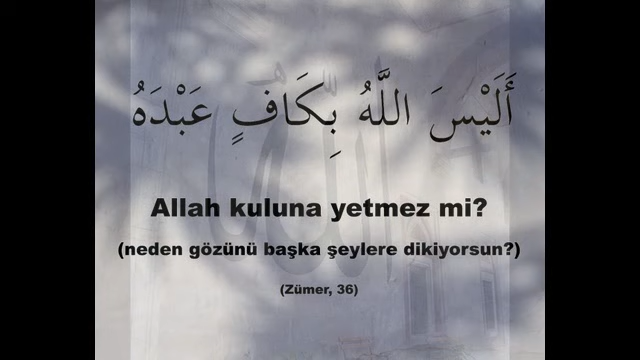 أَلَيْسَ اللَّهُ بِكَافٍ عَبْدَهُ
Allah kuluna yetmez mi?
(neden gözünü başka şeylere dikiyorsun?)
(Zümer, 36)